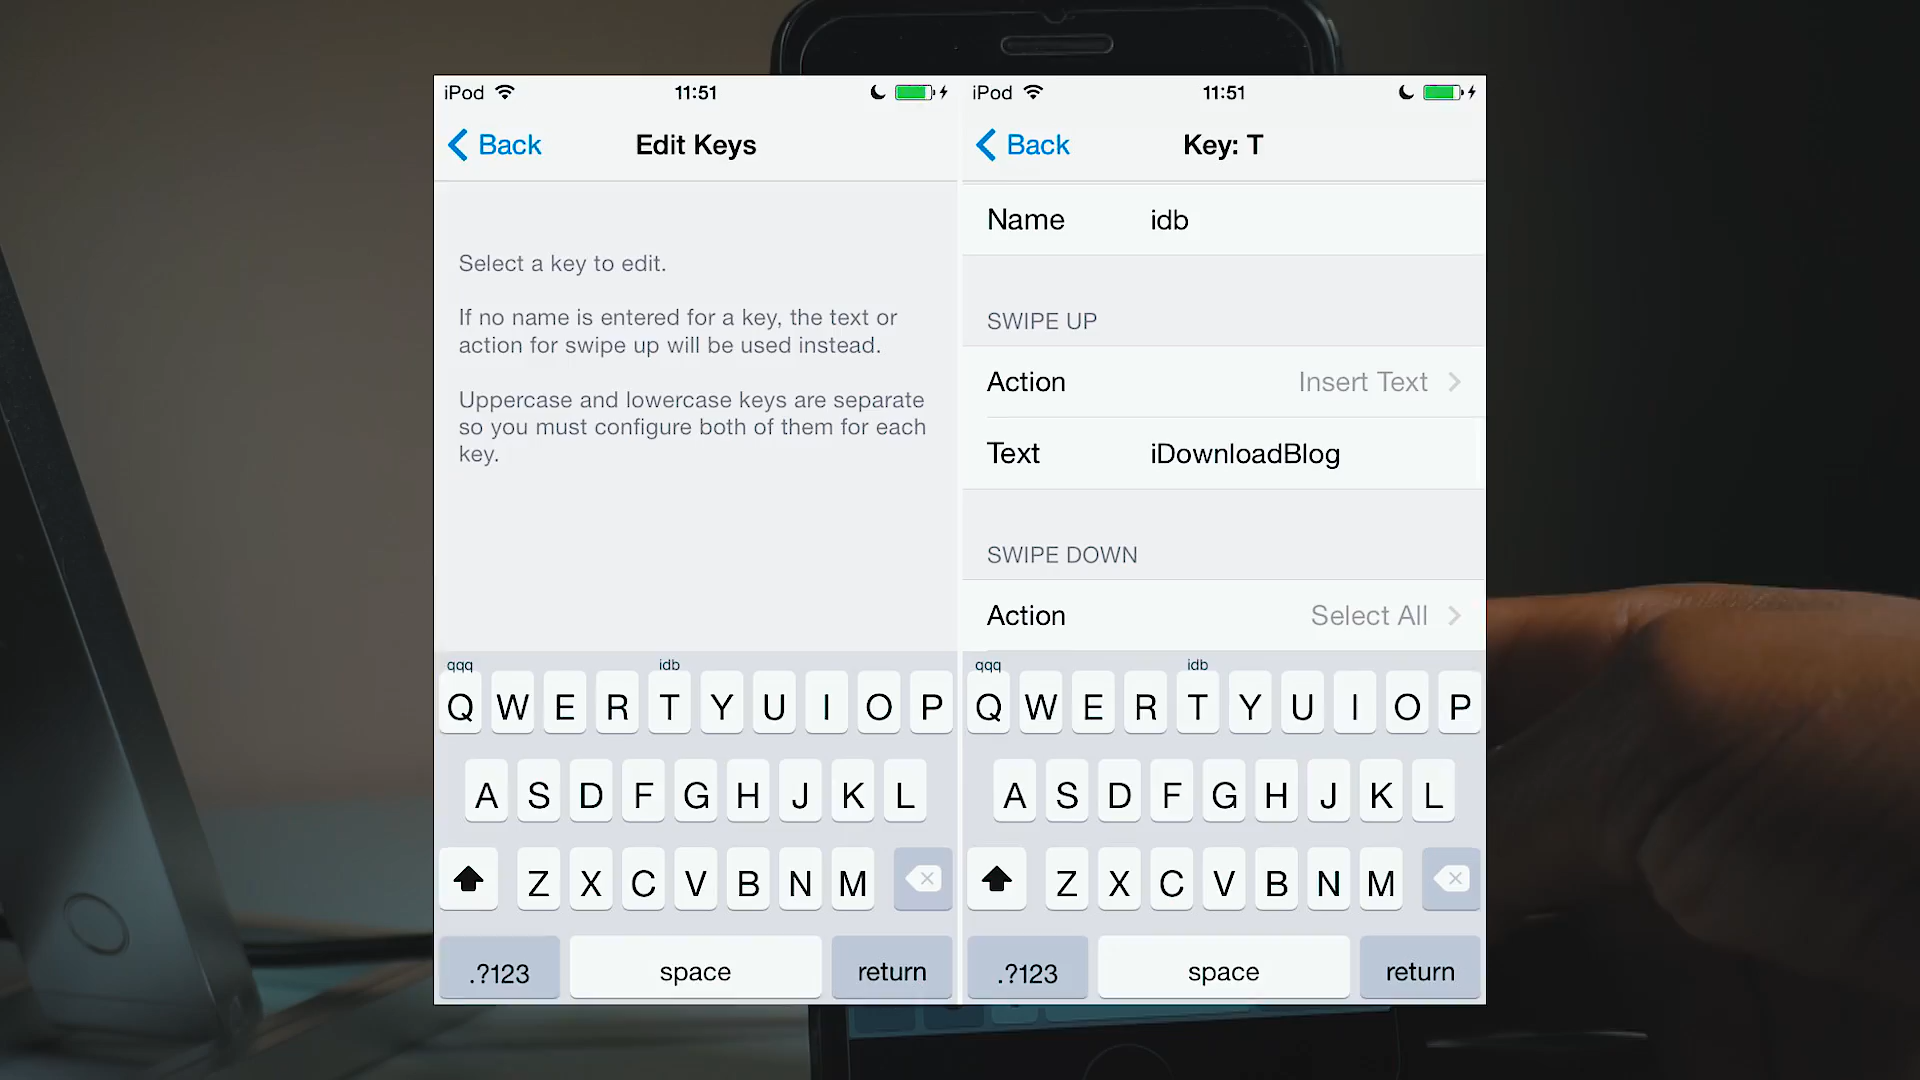 iPod 11:51
Back Edit Keys
Select a key to edit.
If no name is entered for a key, the text or
action for swipe up will be used instead.
Uppercase and lowercase keys are separate
so you must configure both of them for each
key.
qqq idb
Q W E R T Y U I O P
A S D F G H J K L
Z X C V B N M
.?123 space return
iPod 11:51
Back Key: T
Name idb
SWIPE UP
Action Insert Text
Text iDownloadBlog
SWIPE DOWN
Action Select All
qqq idb
Q W E R T Y U I O P
A S D F G H J K L
Z X C V B N M
.?123 space return